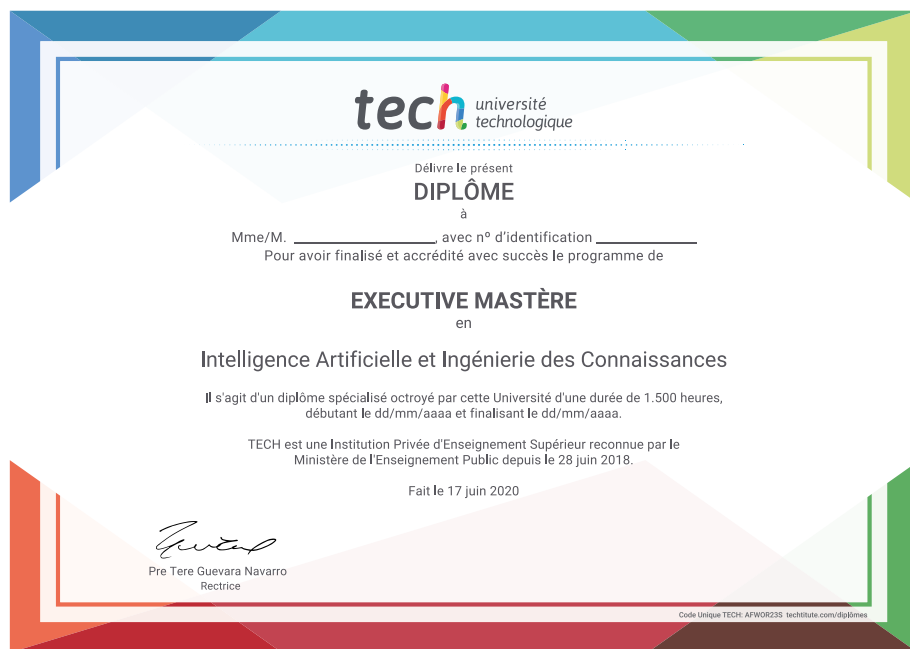 tech université
technologique
Délivre le présent
DIPLÔME
à
Mme/M. __________, avec nº d'identification __________
Pour avoir finalisé et accrédité avec succès le programme de
EXECUTIVE MASTÈRE
en
Intelligence Artificielle et Ingénierie des Connaissances
Il s'agit d'un diplôme spécialisé octroyé par cette Université d'une durée de 1.500 heures,
débutant le dd/mm/aaaa et finalisant le dd/mm/aaaa.
TECH est une Institution Privée d'Enseignement Supérieur reconnue par le
Ministère de l'Enseignement Public depuis le 28 juin 2018.
Fait le 17 juin 2020
Pre Tere Guevara Navarro
Rectrice
Code Unique TECH: AFWOR23S techtitute.com/diplômes